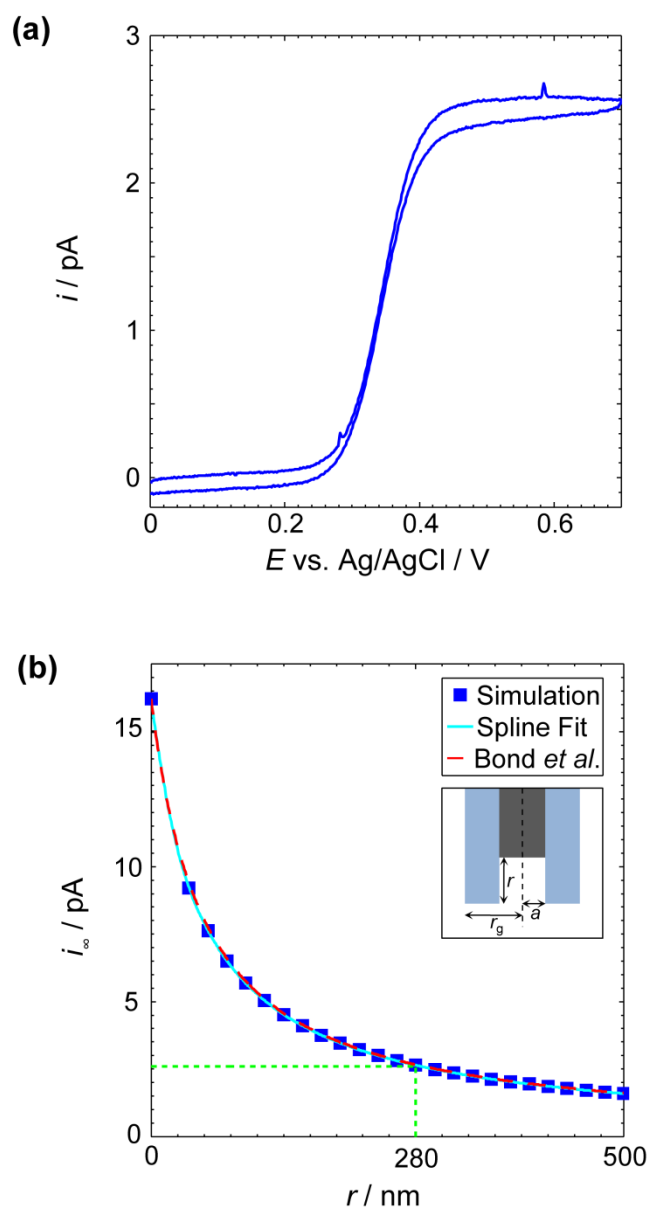 (a)
3
2
1
0
i / pA
0 0.2 0.4 0.6
E vs. Ag/AgCl / V
(b)
15
10
5
0
i∞ / pA
Simulation
Spline Fit
Bond et al.
r
rg
a
0 280 500
r / nm